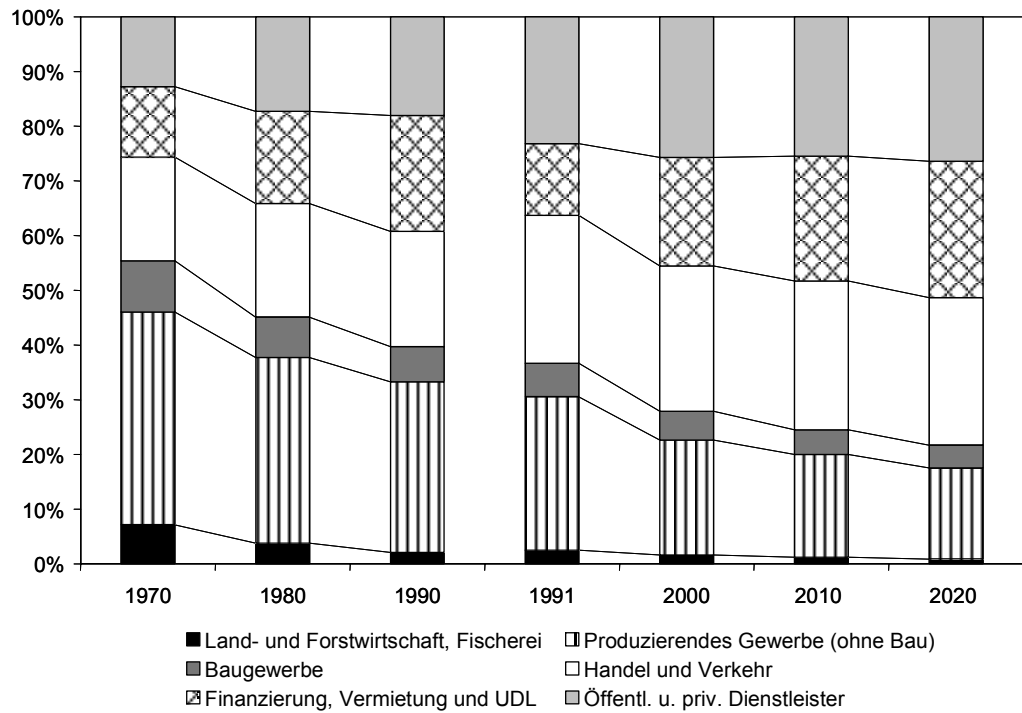 100%
90%
80%
70%
60%
50%
40%
30%
20%
10%
0%
1970 1980 1990 1991 2000 2010 2020
Land- und Forstwirtschaft, Fischerei Produzierendes Gewerbe (ohne Bau)
Baugewerbe Handel und Verkehr
Finanzierung, Vermietung und UDL Öffentl. u. priv. Dienstleister